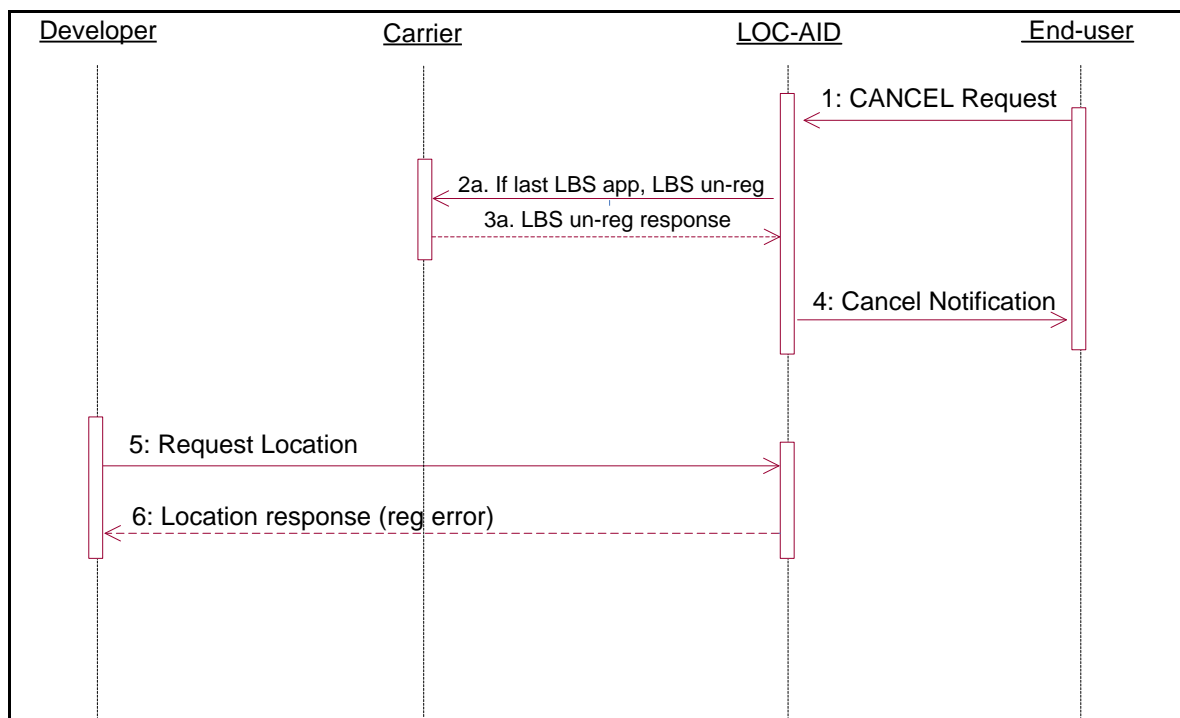 Developer
Carrier
LOC-AID
End-user
1: CANCEL Request
2a. If last LBS app, LBS un-reg
3a. LBS un-reg response
4: Cancel Notification
5: Request Location
6: Location response (reg error)